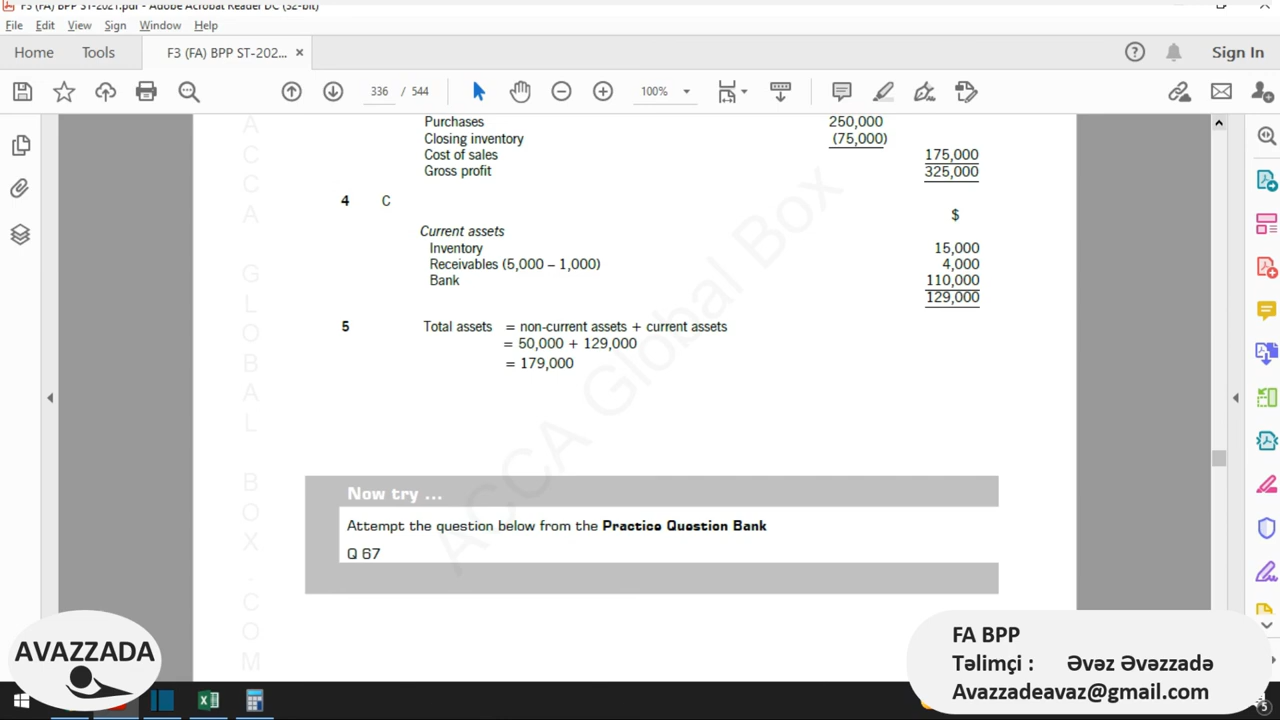 F3 (FA) BPP ST-2021.pdf - Adobe Acrobat Reader DC (32-bit)
File Edit View Sign Window Help
Home Tools F3 (FA) BPP ST-202... × Sign In
336 / 544 100%
Purchases 250,000
Closing inventory (75,000)
Cost of sales 175,000
Gross profit 325,000
4 C
$
Current assets
Inventory 15,000
Receivables (5,000 – 1,000) 4,000
Bank 110,000
129,000
5 Total assets = non-current assets + current assets
= 50,000 + 129,000
= 179,000
Now try ...
Attempt the question below from the Practice Question Bank
Q 67
ACCA Global Box
A
C
C
A
G
L
O
B
A
L
B
O
X
.
C
O
M
AVAZZADA
FA BPP
Təlimçi : Əvəz Əvəzzadə
Avazzadeavaz@gmail.com
5